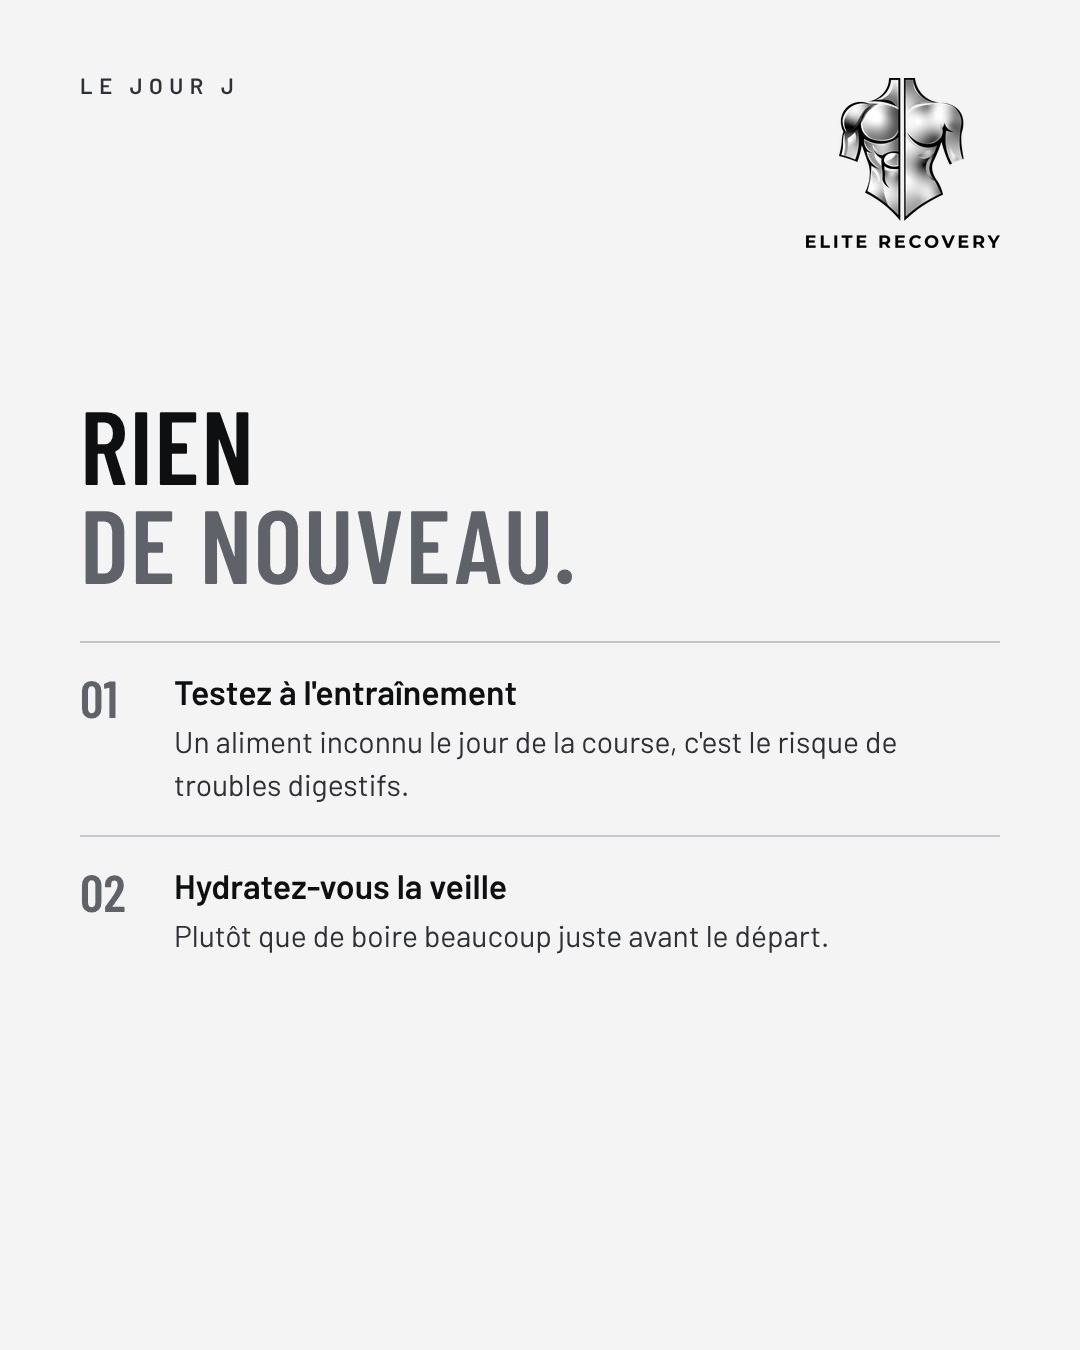 LE JOUR J
ELITE RECOVERY
RIEN
DE NOUVEAU.
01
Testez à l'entraînement
Un aliment inconnu le jour de la course, c'est le risque de
troubles digestifs.
02
Hydratez-vous la veille
Plutôt que de boire beaucoup juste avant le départ.